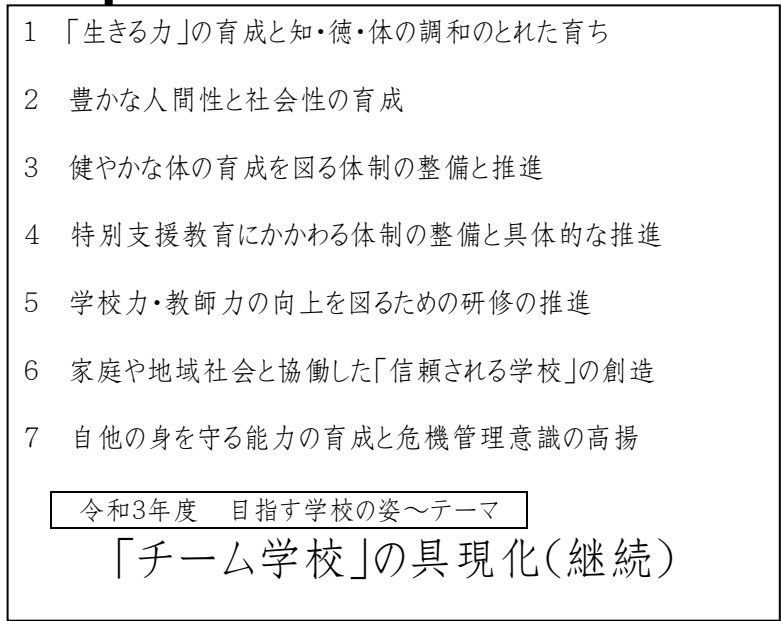 1 「生きる力」の育成と知・徳・体の調和のとれた育ち
2 豊かな人間性と社会性の育成
3 健やかな体の育成を図る体制の整備と推進
4 特別支援教育にかかわる体制の整備と具体的な推進
5 学校力・教師力の向上を図るための研修の推進
6 家庭や地域社会と協働した「信頼される学校」の創造
7 自他の身を守る能力の育成と危機管理意識の高揚
令和3年度 目指す学校の姿～テーマ
「チーム学校」の具現化(継続)